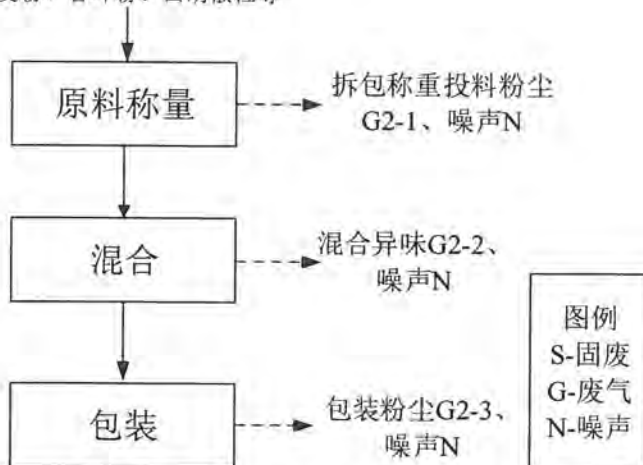 原料称量
拆包称重投料粉尘
G2-1、噪声N
混合
混合异味G2-2、
噪声N
包装
包装粉尘G2-3、
噪声N
图例
S-固废
G-废气
N-噪声